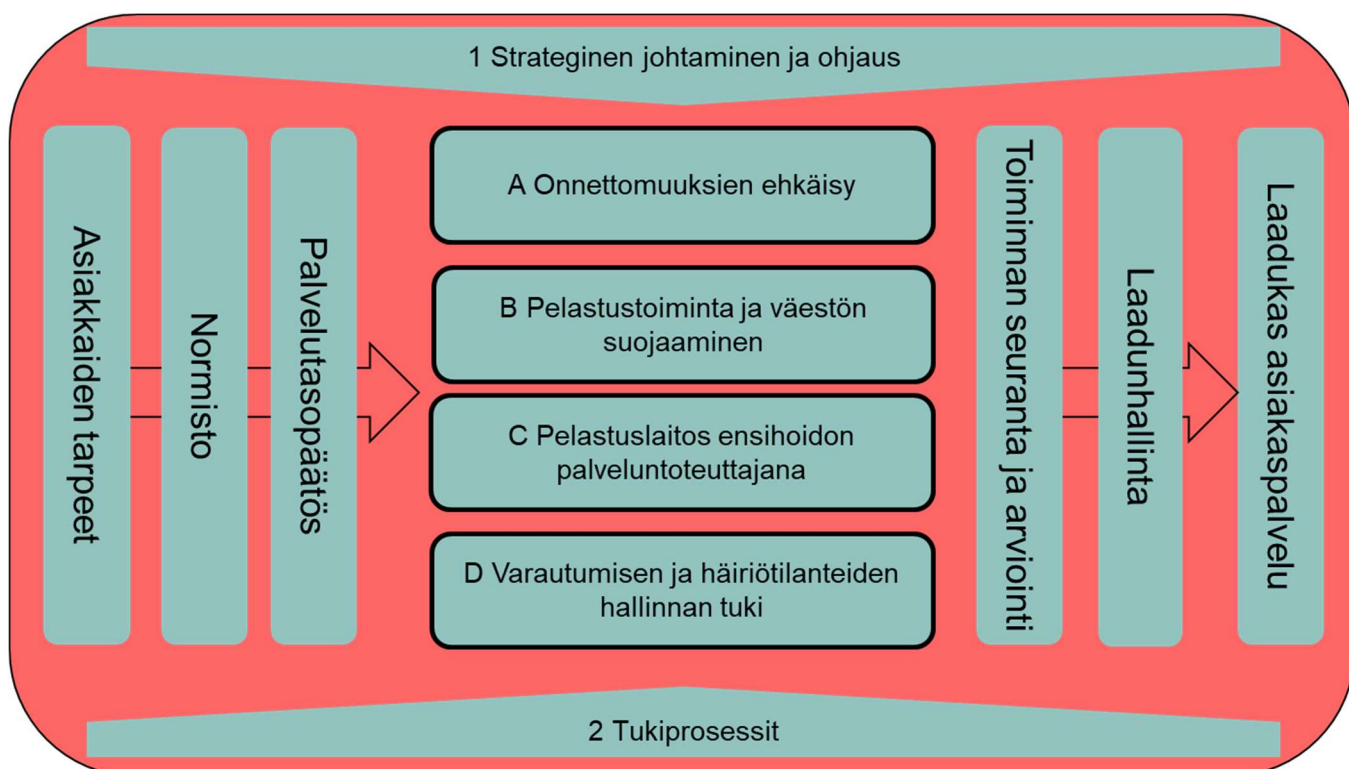 1 Strateginen johtaminen ja ohjaus
Asiakkaiden tarpeet
Normisto
Palvelutasopäätös
A Onnettomuuksien ehkäisy
B Pelastustoiminta ja väestön
suojaaminen
C Pelastuslaitos ensihoidon
palveluntoteuttajana
D Varautumisen ja häiriötilanteiden
hallinnan tuki
Toiminnan seuranta ja arviointi
Laadunhallinta
Laadukas asiakaspalvelu
2 Tukiprosessit